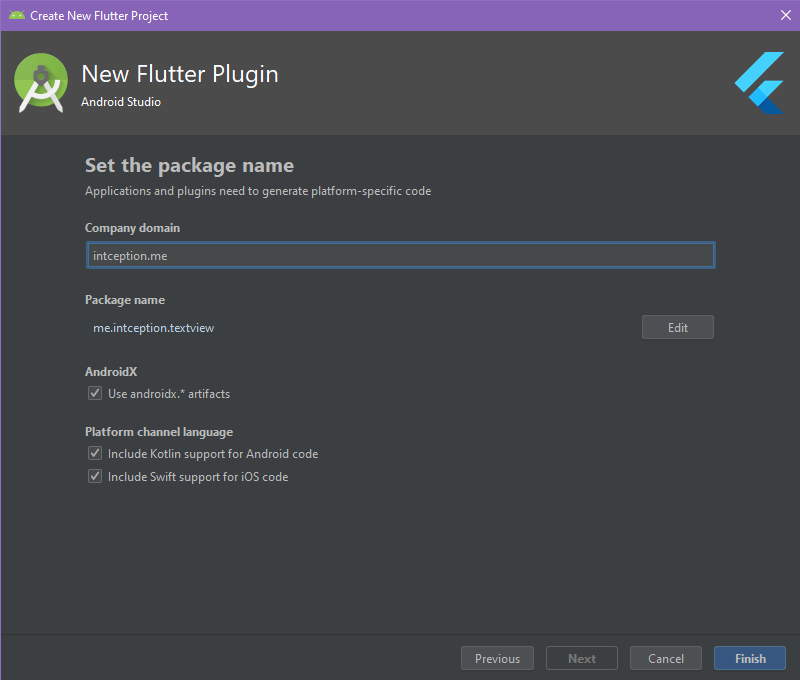 Create New Flutter Project
New Flutter Plugin
Android Studio
Set the package name
Applications and plugins need to generate platform-specific code
Company domain
intception.me
Package name
me.intception.textview
Edit
AndroidX
Use androidx.* artifacts
Platform channel language
Include Kotlin support for Android code
Include Swift support for iOS code
Previous
Next
Cancel
Finish